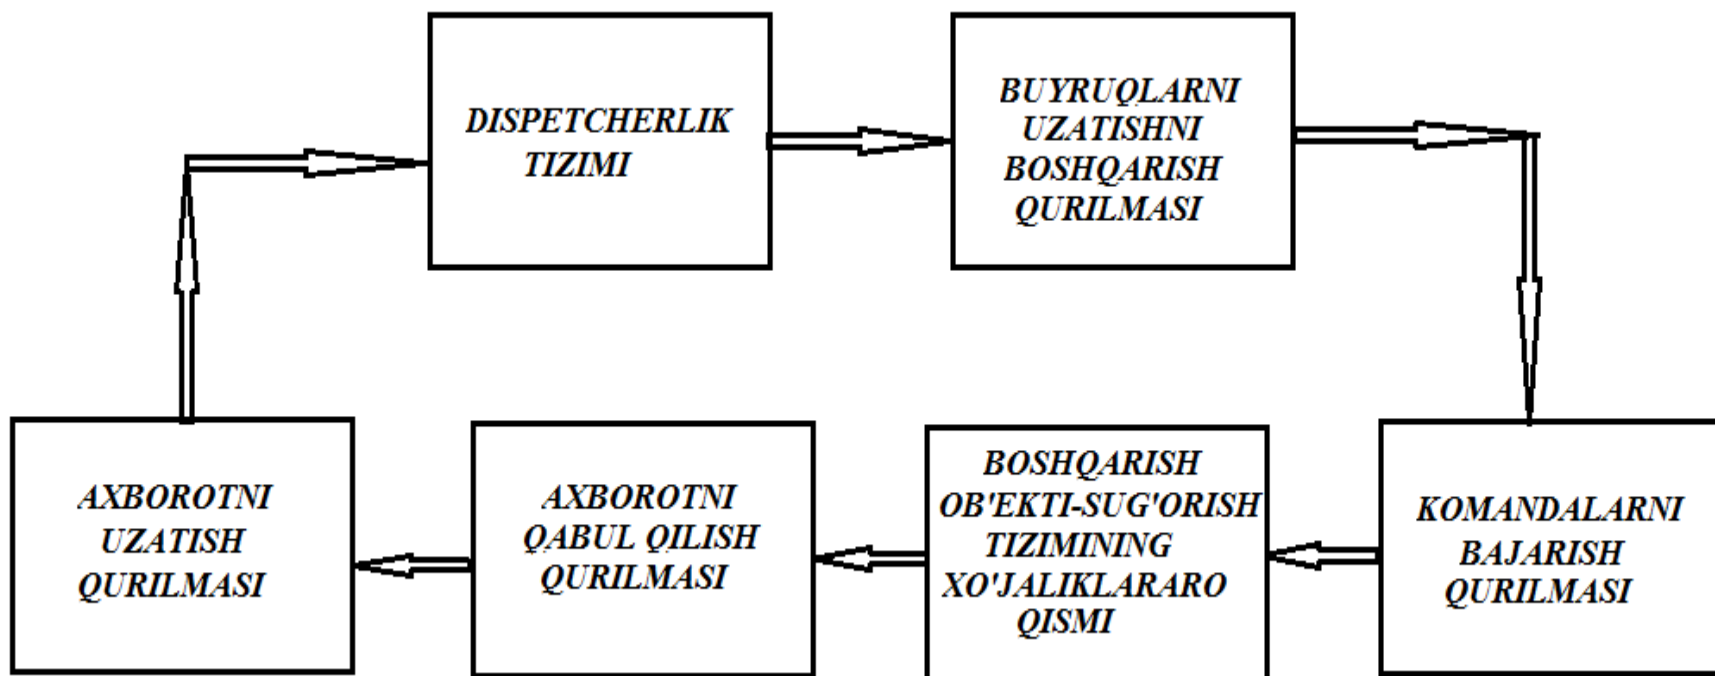 DISPETCHERLIK
TIZIMI
BUYRUQLARNI
UZATISHNI
BOSHQARISH
QURILMASI
AXBOROTNI
UZATISH
QURILMASI
AXBOROTNI
QABUL QILISH
QURILMASI
BOSHQARISH
OB'EKTI-SUG'ORISH
TIZIMINING
XO'JALIKLARARO
QISMI
KOMANDALARNI
BAJARISH
QURILMASI